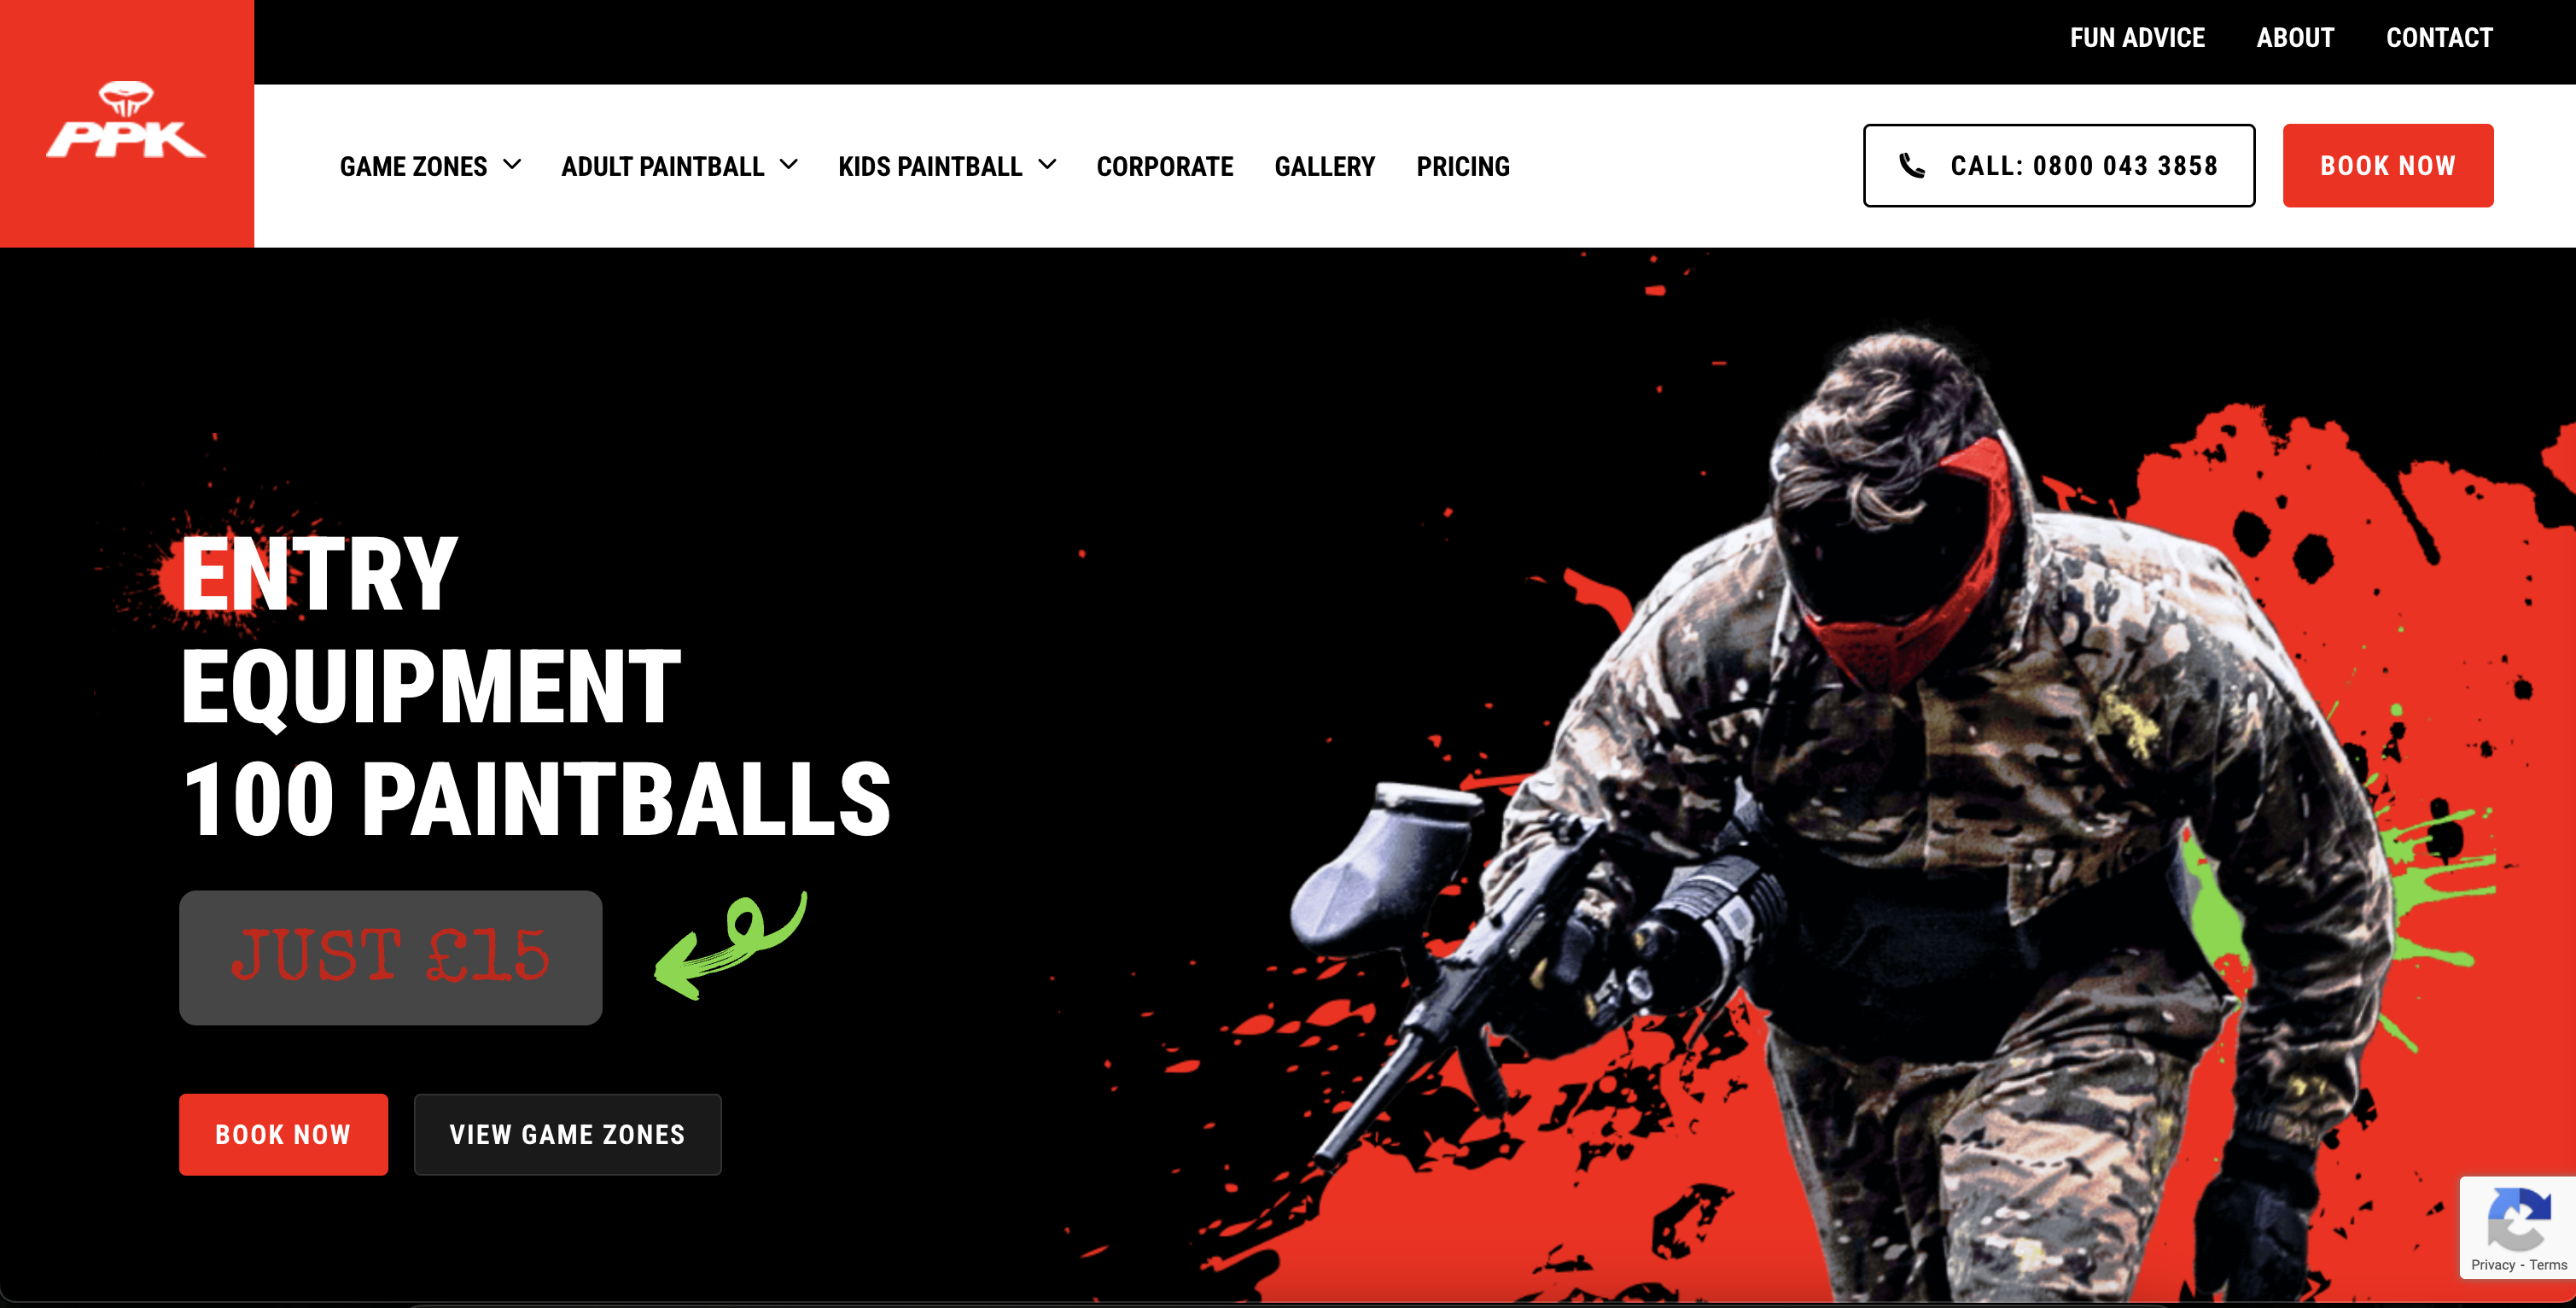 FUN ADVICE ABOUT CONTACT
PPK
GAME ZONES ADULT PAINTBALL KIDS PAINTBALL CORPORATE GALLERY PRICING CALL: 0800 043 3858 BOOK NOW
ENTRY
EQUIPMENT
100 PAINTBALLS
JUST £15
BOOK NOW VIEW GAME ZONES
Privacy - Terms